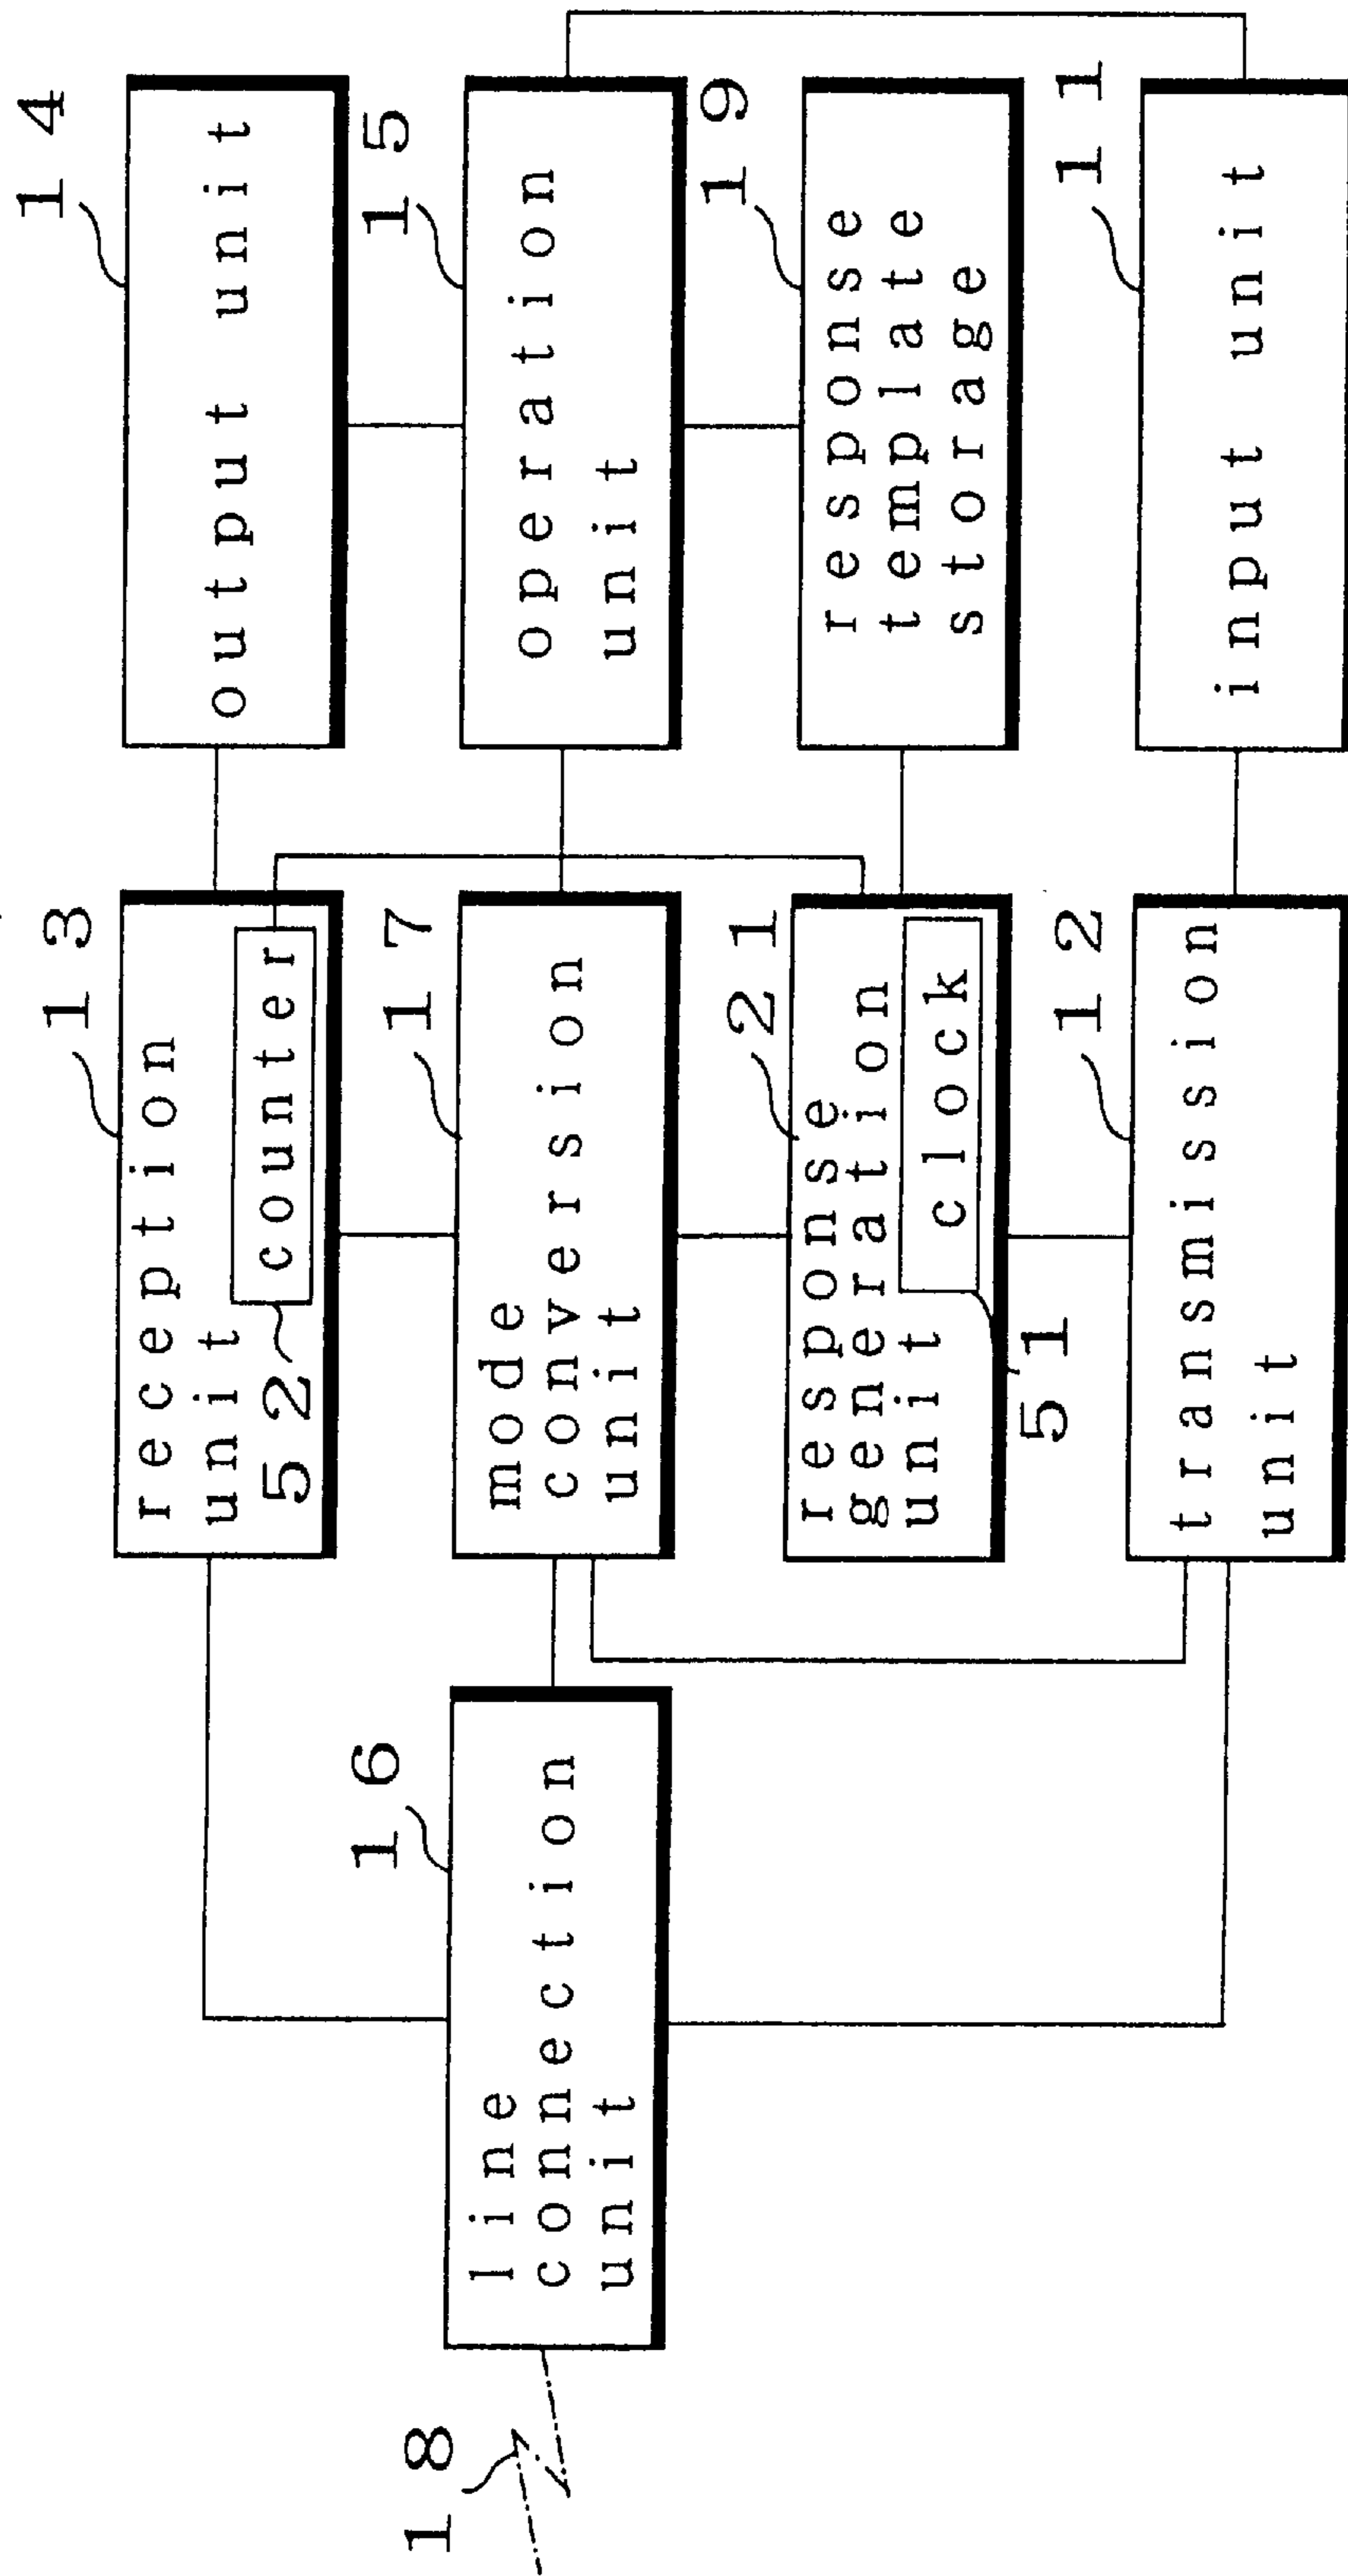 14
output unit
15
operation
unit
19
response
template
storage
11
input unit
13
reception
unit
counter
52
17
mode
conversion
unit
21
response
generation
unit
clock
51
12
transmission
unit
16
line
connection
unit
18